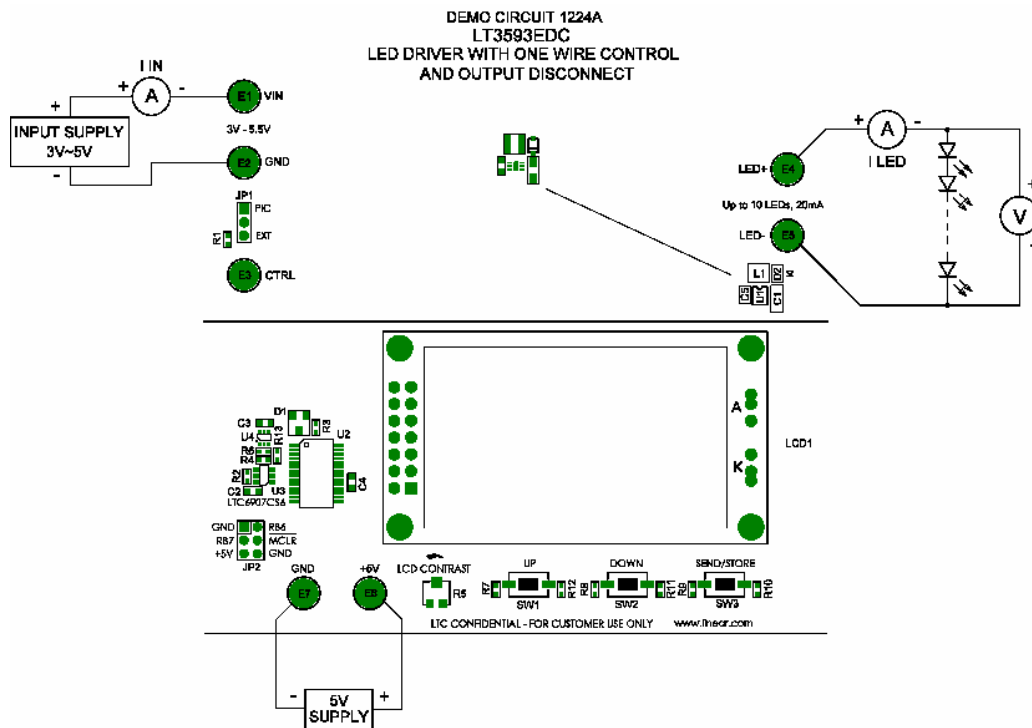 DEMO CIRCUIT 1224A
LT3593EDC
LED DRIVER WITH ONE WIRE CONTROL
AND OUTPUT DISCONNECT
I IN
+ A -
E1 VIN
+
INPUT SUPPLY
3V~5V
-
3V - 5.5V
E2 GND
JP1
PIC
EXT
R1
E3 CTRL
+ A -
I LED
LED+ E4
Up to 10 LEDs, 20mA
LED- E5
+
V
-
L1 D2
C5 U1 C1
C3
D1
U4
R13
R3
U2
R6
R4
R2
C2
U3
LTC6907CS6
C4
A
K
LCD1
GND RB6
RB7 MCLR
+5V GND
JP2
GND
E7
+5V
E8
LCD CONTRAST
R5
UP
R7 R12
SW1
DOWN
R8 R11
SW2
SEND/STORE
R9 R10
SW3
LTC CONFIDENTIAL - FOR CUSTOMER USE ONLY
www.linear.com
- 5V +
SUPPLY